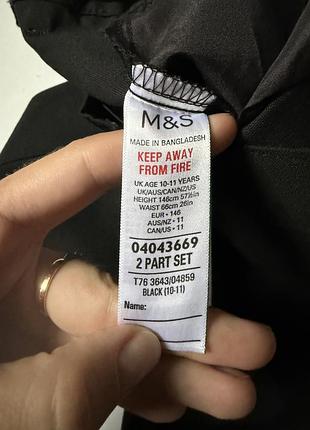 M&S
MADE IN BANGLADESH
KEEP AWAY
FROM FIRE
UK AGE 10-11 YEARS
UK/AUS/CAN/NZ/US
HEIGHT 146cm 57½in
WAIST 66cm 26in
EUR • 146
AUS/NZ • 11
CAN/US • 11
04043669
2 PART SET
T76 3643/04859
BLACK (10-11)
Name: